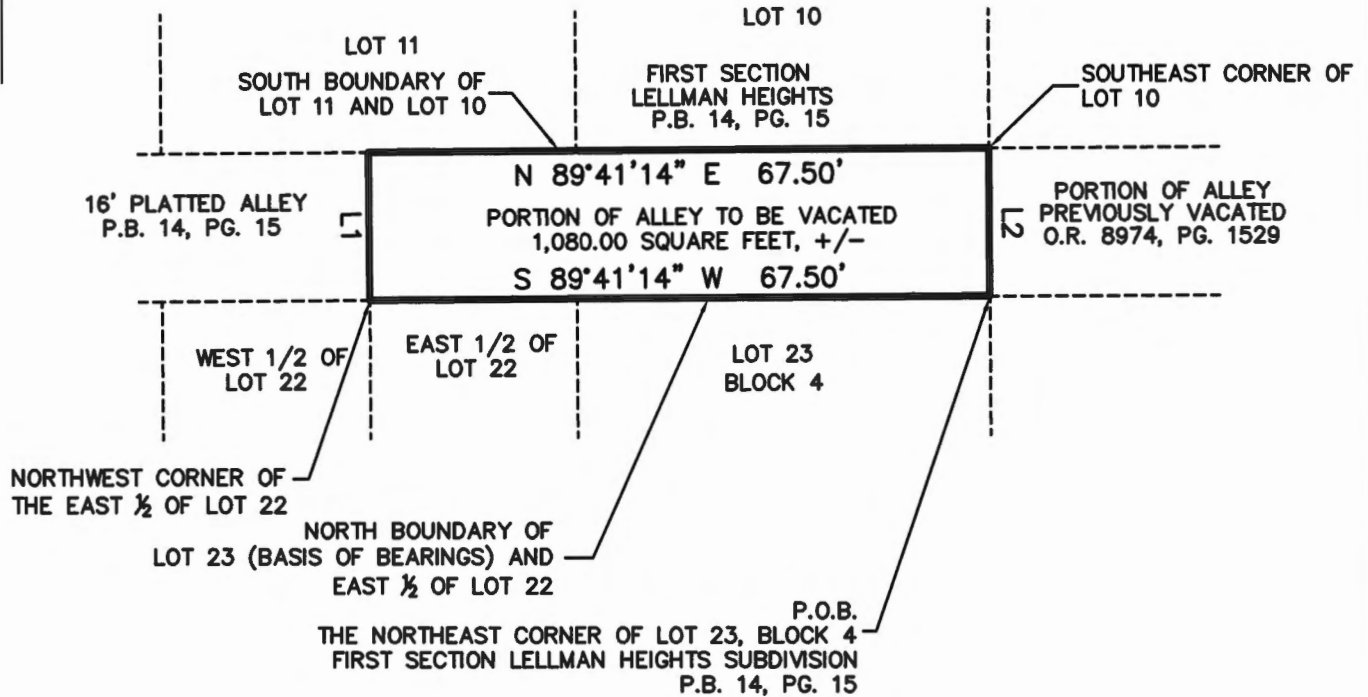 LOT 10
LOT 11
SOUTH BOUNDARY OF
LOT 11 AND LOT 10
FIRST SECTION
LELLMAN HEIGHTS
P.B. 14, PG. 15
SOUTHEAST CORNER OF
LOT 10
16' PLATTED ALLEY
P.B. 14, PG. 15
L1
N 89°41'14" E 67.50'
PORTION OF ALLEY TO BE VACATED
1,080.00 SQUARE FEET, +/-
S 89°41'14" W 67.50'
L2
PORTION OF ALLEY
PREVIOUSLY VACATED
O.R. 8974, PG. 1529
WEST 1/2 OF
LOT 22
EAST 1/2 OF
LOT 22
LOT 23
BLOCK 4
NORTHWEST CORNER OF
THE EAST ½ OF LOT 22
NORTH BOUNDARY OF
LOT 23 (BASIS OF BEARINGS) AND
EAST ½ OF LOT 22
P.O.B.
THE NORTHEAST CORNER OF LOT 23, BLOCK 4
FIRST SECTION LELLMAN HEIGHTS SUBDIVISION
P.B. 14, PG. 15